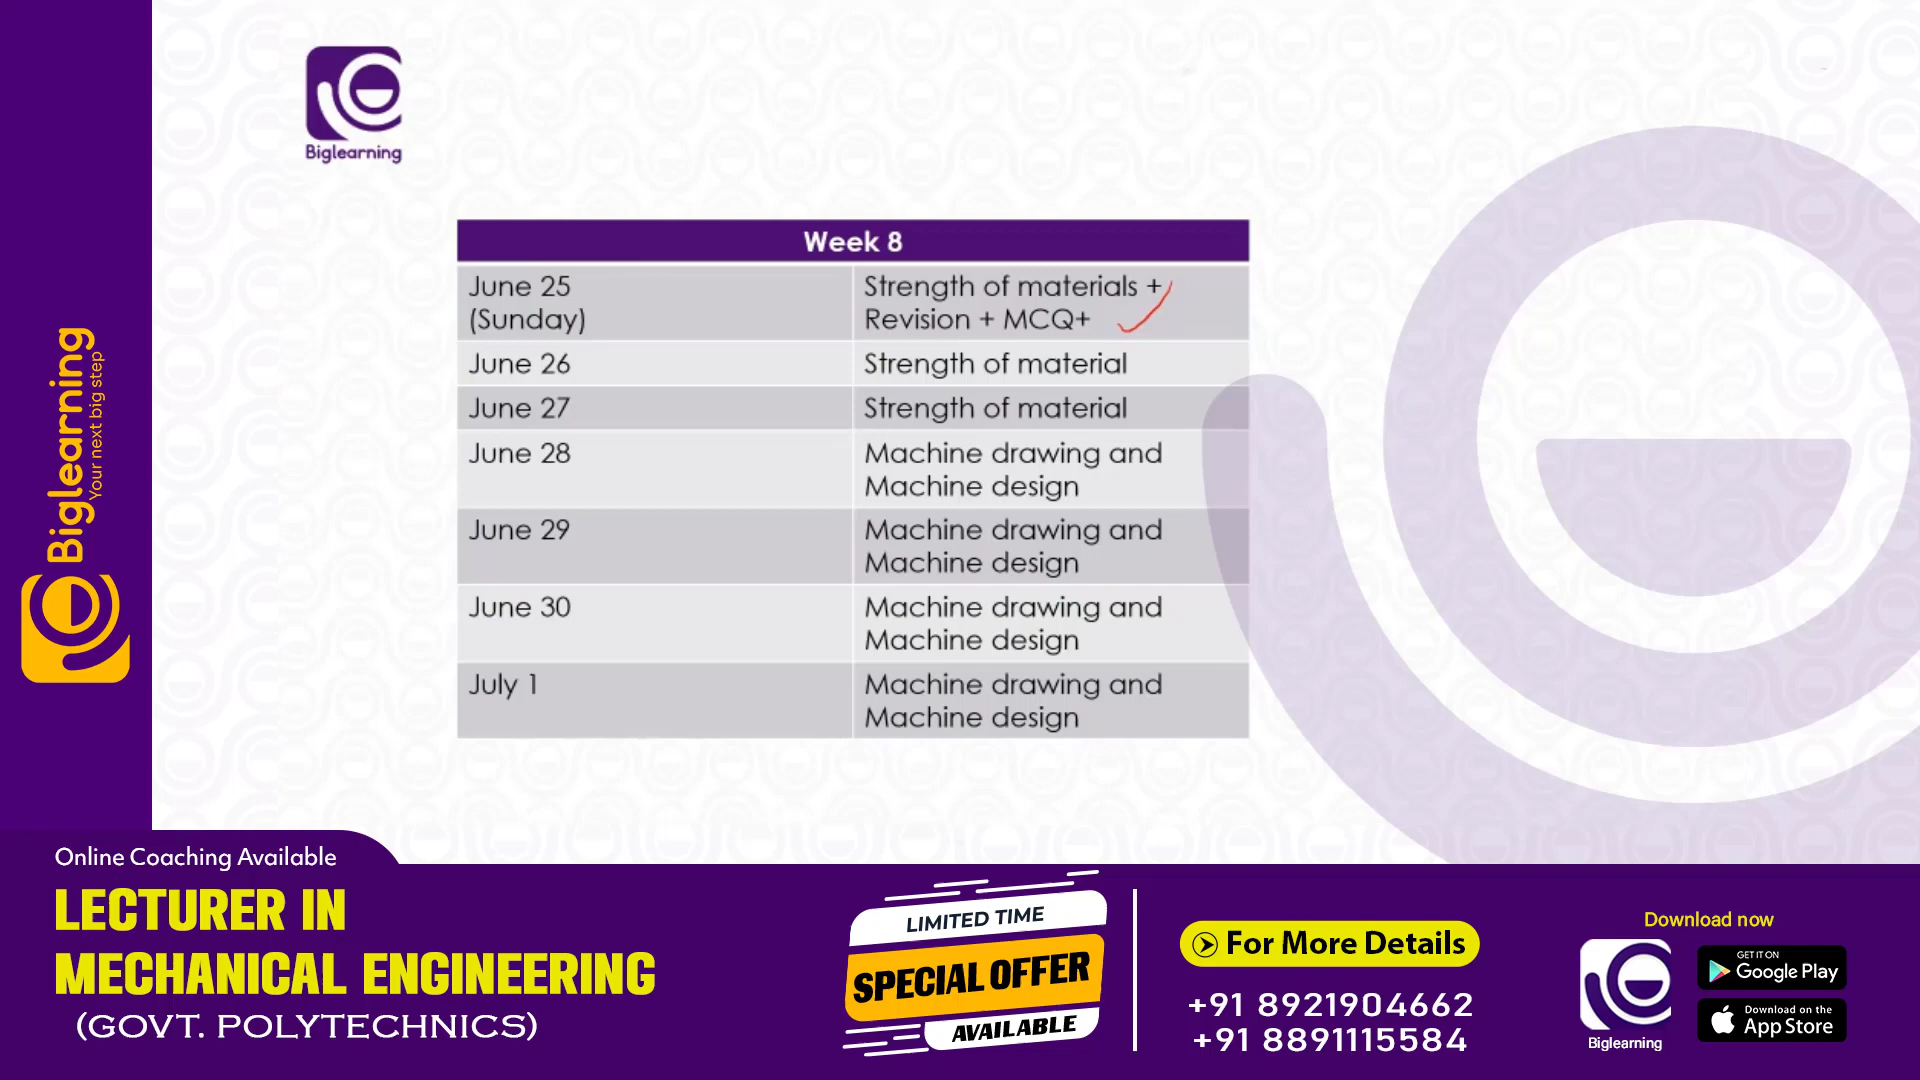 Biglearning
Week 8
June 25
(Sunday)
Strength of materials +
Revision + MCQ+
June 26
Strength of material
June 27
Strength of material
June 28
Machine drawing and
Machine design
June 29
Machine drawing and
Machine design
June 30
Machine drawing and
Machine design
July 1
Machine drawing and
Machine design
Biglearning
Your next big step
Online Coaching Available
LECTURER IN
MECHANICAL ENGINEERING
(GOVT. POLYTECHNICS)
LIMITED TIME
SPECIAL OFFER
AVAILABLE
For More Details
+91 8921904662
+91 8891115584
Download now
Biglearning
GET IT ON
Google Play
Download on the
App Store